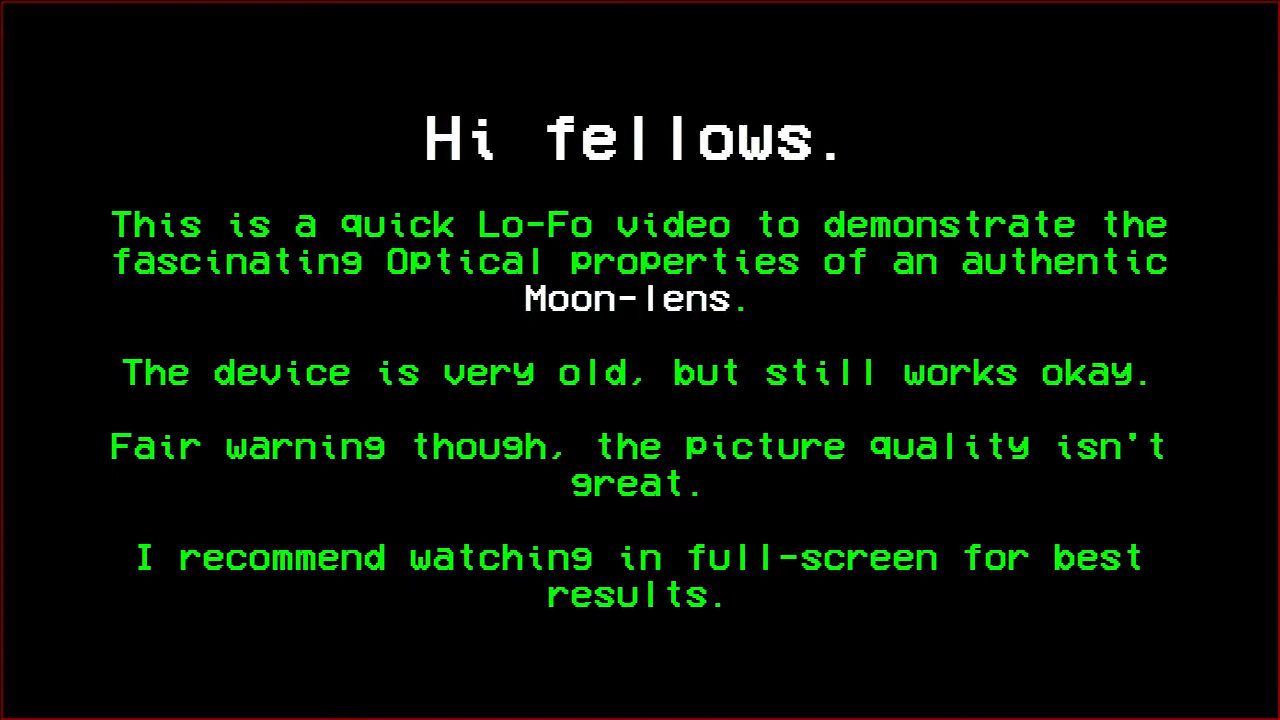 Hi fellows.
This is a quick Lo-Fo video to demonstrate the
fascinating Optical properties of an authentic
Moon-lens.
The device is very old, but still works okay.
Fair warning though, the picture quality isn't
great.
I recommend watching in full-screen for best
results.